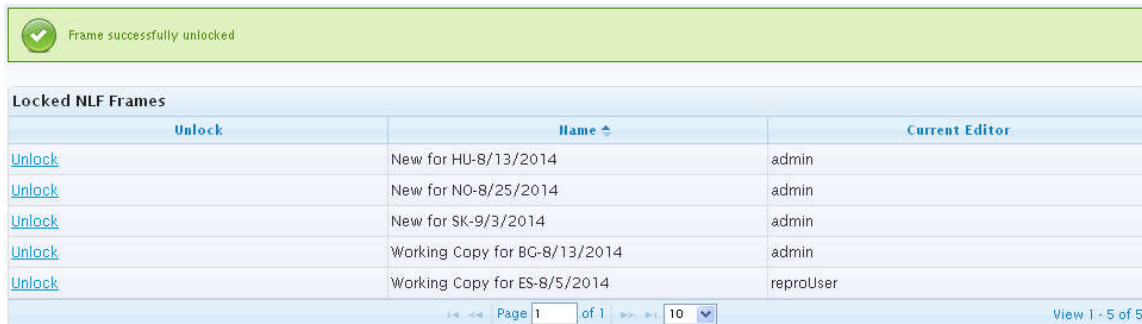 Frame successfully unlocked
Locked NLF Frames
Unlock Name Current Editor
Unlock New for HU-8/13/2014 admin
Unlock New for NO-8/25/2014 admin
Unlock New for SK-9/3/2014 admin
Unlock Working Copy for BG-8/13/2014 admin
Unlock Working Copy for ES-8/5/2014 reproUser
Page 1 of 1 10 View 1 - 5 of 5